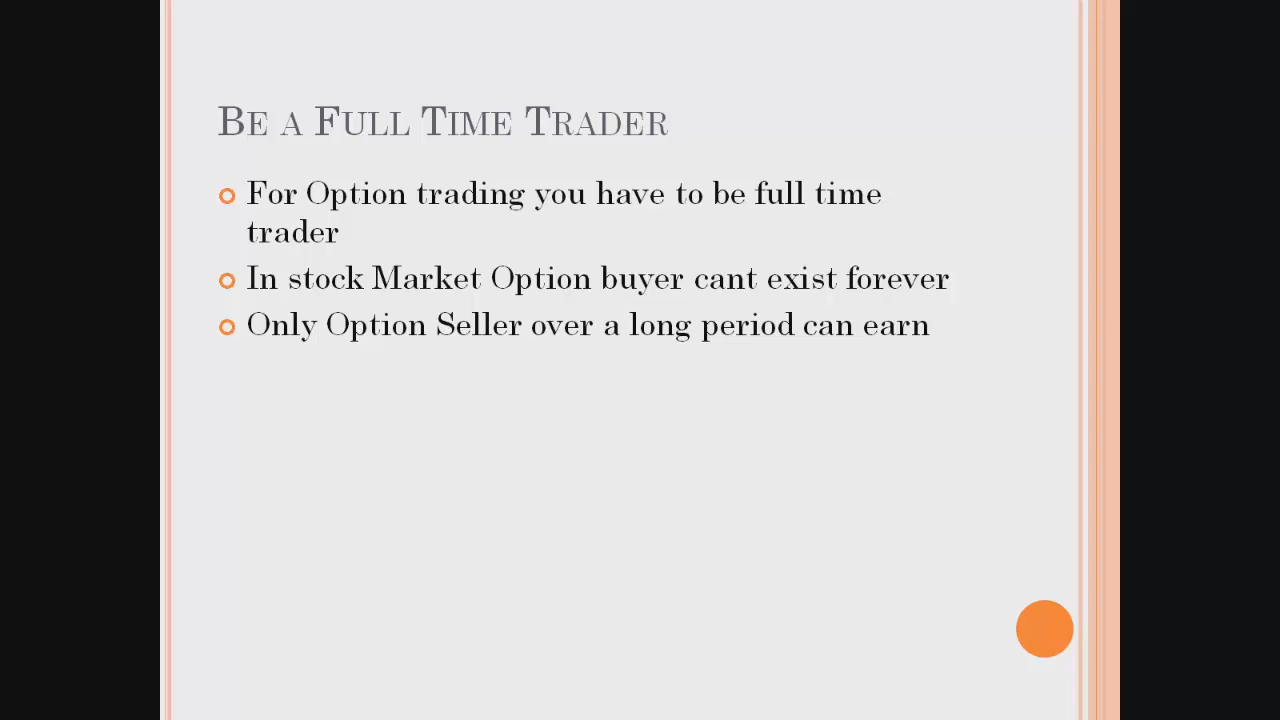 Be a Full Time Trader
For Option trading you have to be full time
trader
In stock Market Option buyer cant exist forever
Only Option Seller over a long period can earn